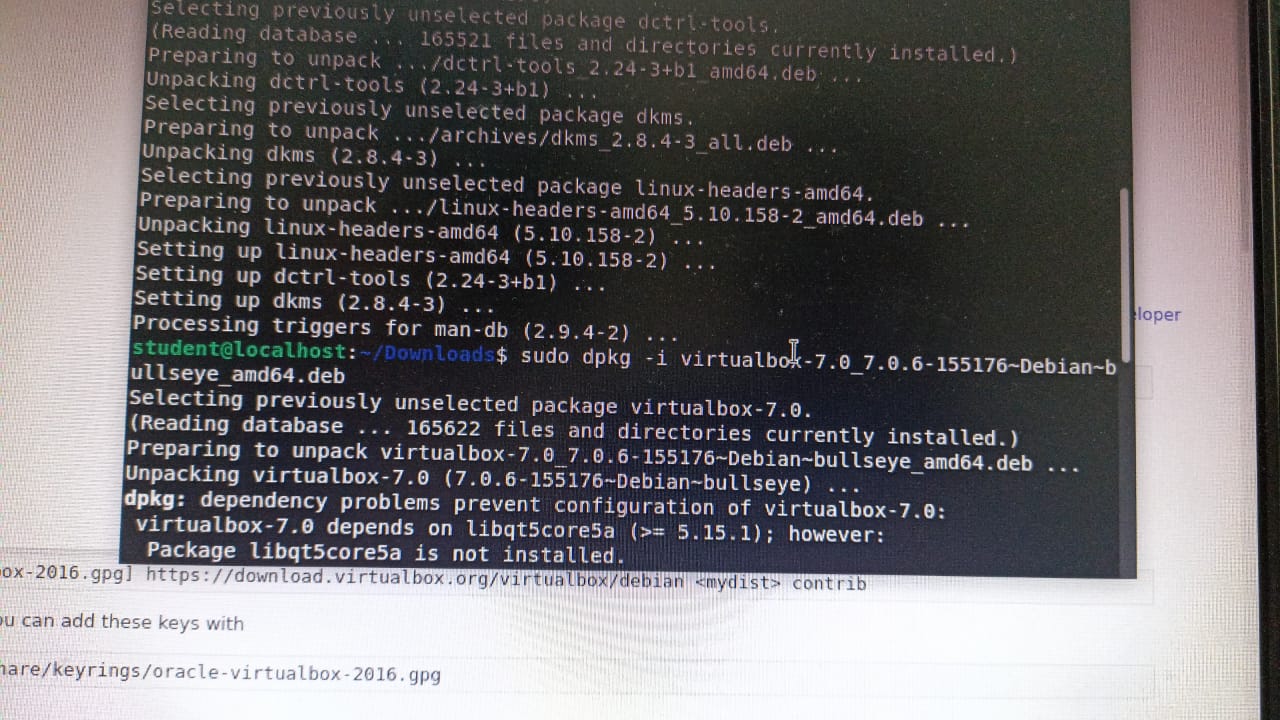 Selecting previously unselected package dctrl-tools.
(Reading database ... 165521 files and directories currently installed.)
Preparing to unpack .../dctrl-tools_2.24-3+b1_amd64.deb ...
Unpacking dctrl-tools (2.24-3+b1) ...
Selecting previously unselected package dkms.
Preparing to unpack .../archives/dkms_2.8.4-3_all.deb ...
Unpacking dkms (2.8.4-3) ...
Selecting previously unselected package linux-headers-amd64.
Preparing to unpack .../linux-headers-amd64_5.10.158-2_amd64.deb ...
Unpacking linux-headers-amd64 (5.10.158-2) ...
Setting up linux-headers-amd64 (5.10.158-2) ...
Setting up dctrl-tools (2.24-3+b1) ...
Setting up dkms (2.8.4-3) ...
Processing triggers for man-db (2.9.4-2) ...
eloper
student@localhost:~/Downloads$ sudo dpkg -i virtualbox-7.0_7.0.6-155176~Debian~b
ullseye_amd64.deb
Selecting previously unselected package virtualbox-7.0.
(Reading database ... 165622 files and directories currently installed.)
Preparing to unpack virtualbox-7.0_7.0.6-155176~Debian~bullseye_amd64.deb ...
Unpacking virtualbox-7.0 (7.0.6-155176~Debian~bullseye) ...
dpkg: dependency problems prevent configuration of virtualbox-7.0:
virtualbox-7.0 depends on libqt5core5a (>= 5.15.1); however:
Package libqt5core5a is not installed.
ox-2016.gpg] https://download.virtualbox.org/virtualbox/debian <mydist> contrib
ou can add these keys with
hare/keyrings/oracle-virtualbox-2016.gpg